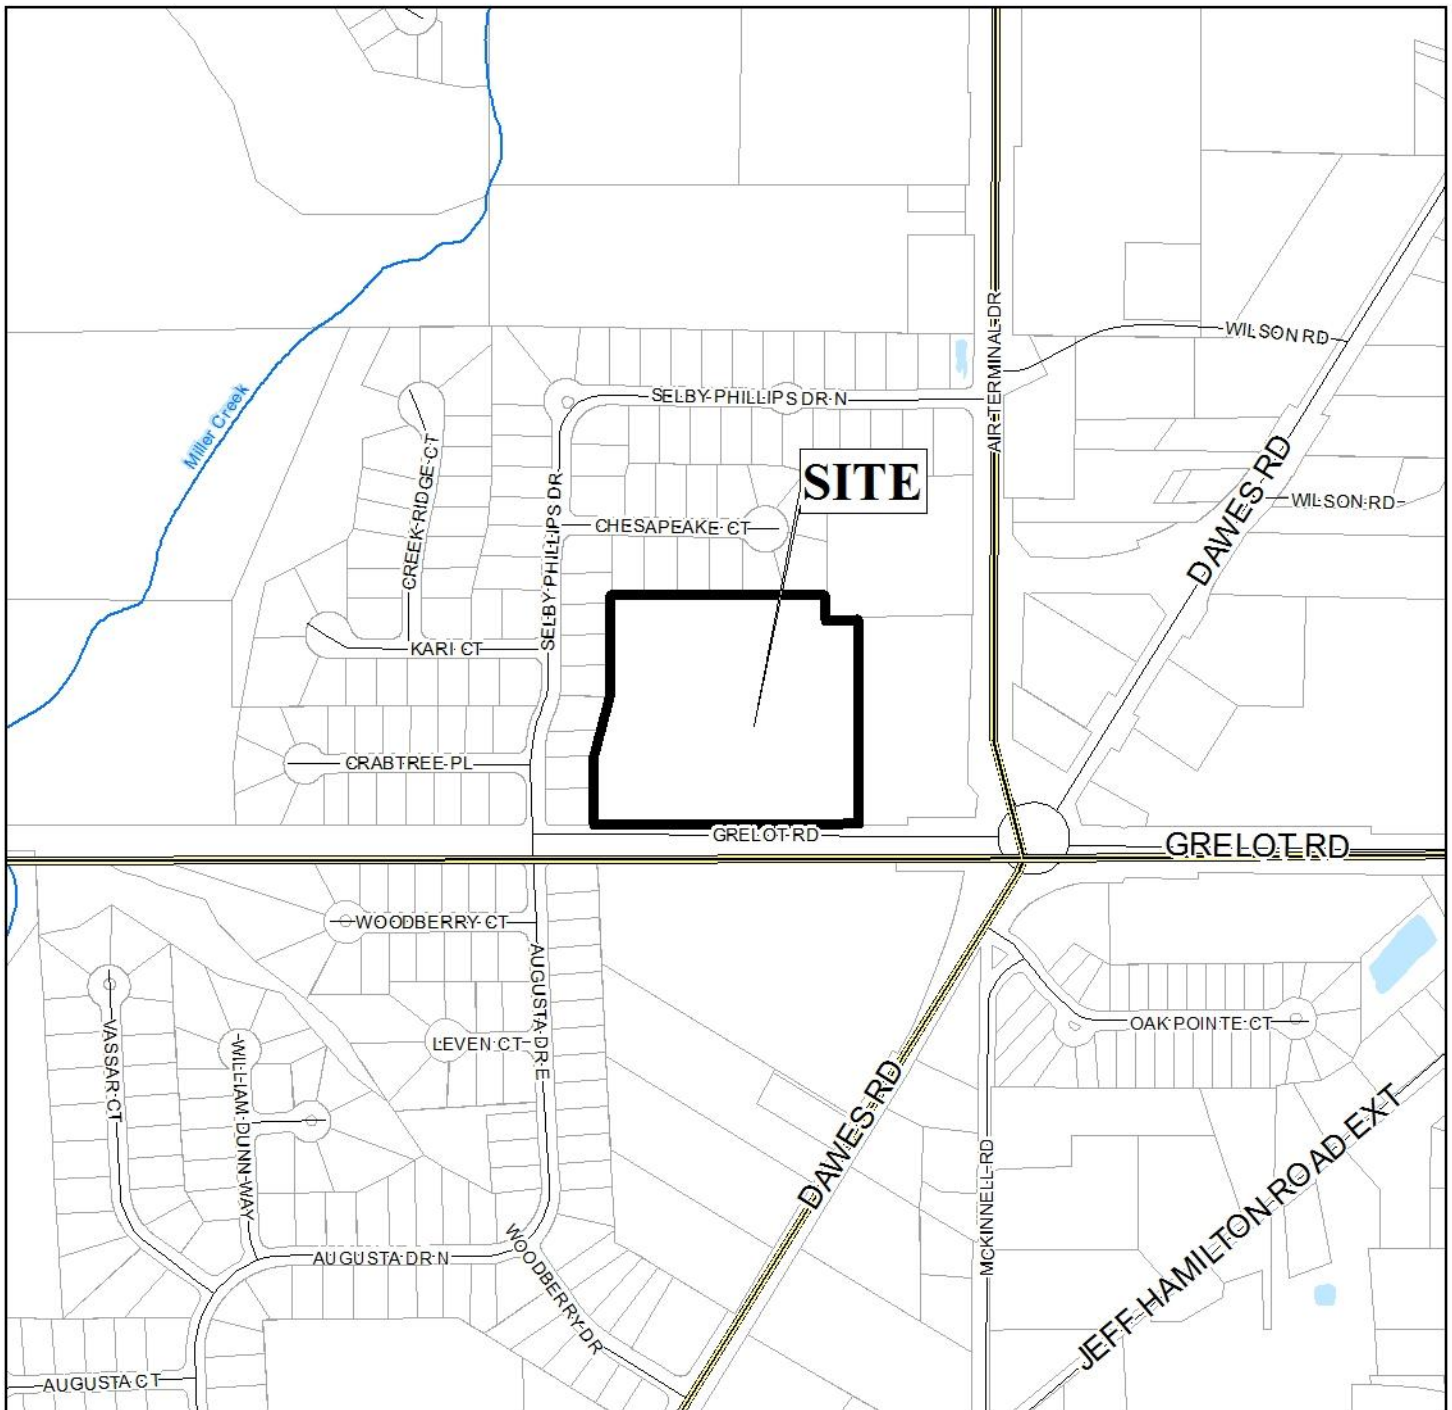 AIR TERMINAL DR
WILSON RD
DAWES RD
Miller Creek
SELBY PHILLIPS DR N
CREEK RIDGE CT
SELBY PHILLIPS DR
SITE
WILSON RD
CHESAPEAKE CT
KARI CT
CRABTREE PL
GRELOT RD
GRELOT RD
WOODBERRY CT
AUGUSTA DR E
VASSAR CT
WILLIAM DUNN WAY
LEVEN CT
OAK POINTE CT
DAWES RD
MCKINNELL RD
JEFF HAMILTON ROAD EXT
AUGUSTA DR N
WOODBERRY DR
AUGUSTA CT